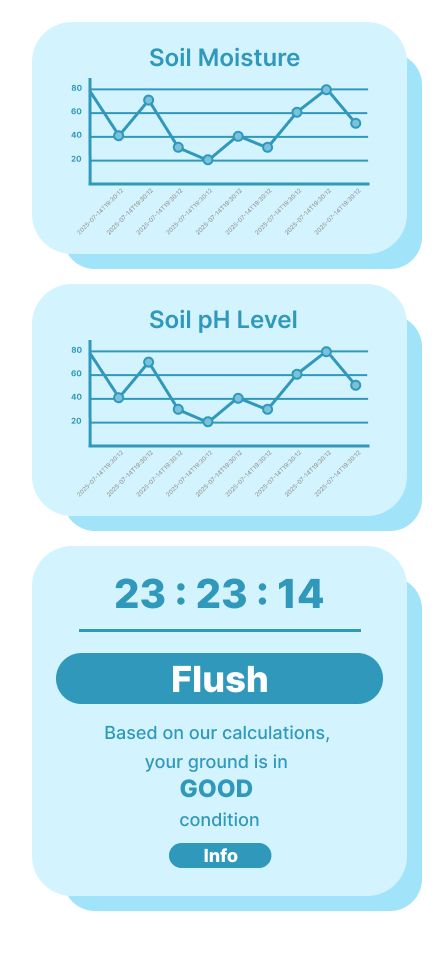 Soil Moisture
80
60
40
20
2025-07-14T19:30:12 2025-07-14T19:30:12 2025-07-14T19:30:12 2025-07-14T19:30:12 2025-07-14T19:30:12 2025-07-14T19:30:12 2025-07-14T19:30:12 2025-07-14T19:30:12 2025-07-14T19:30:12
Soil pH Level
80
60
40
20
2025-07-14T19:30:12 2025-07-14T19:30:12 2025-07-14T19:30:12 2025-07-14T19:30:12 2025-07-14T19:30:12 2025-07-14T19:30:12 2025-07-14T19:30:12 2025-07-14T19:30:12 2025-07-14T19:30:12
23 : 23 : 14
Flush
Based on our calculations,
your ground is in
GOOD
condition
Info